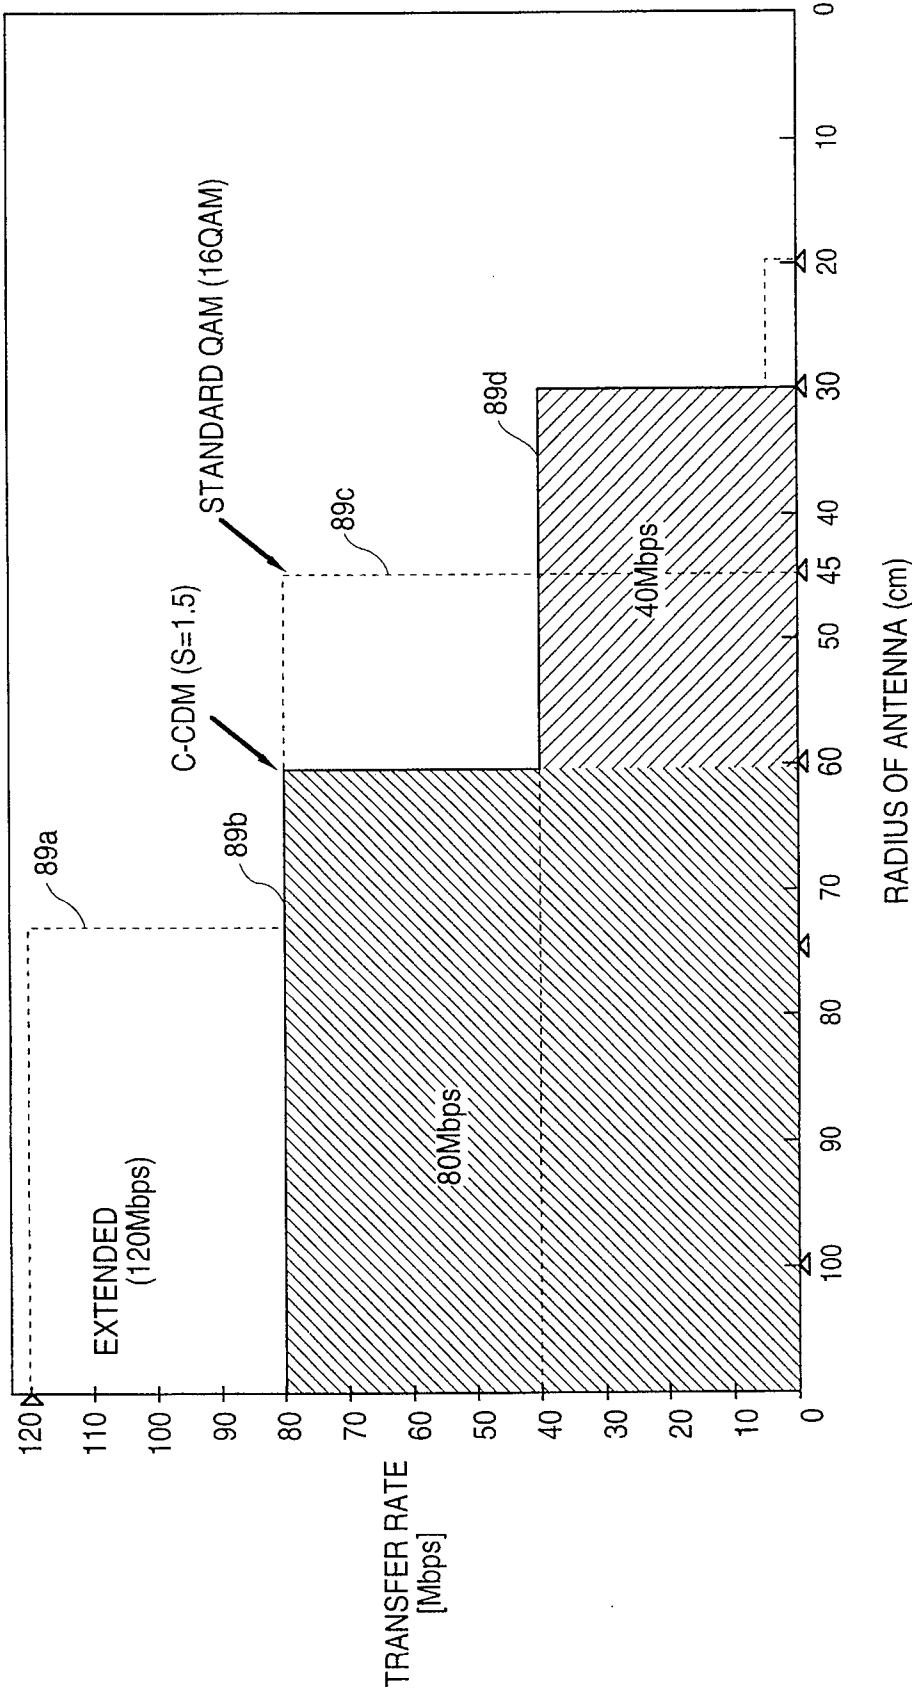 TRANSFER RATE
[Mbps]
120
110
100
90
80
70
60
50
40
30
20
10
0
EXTENDED
(120Mbps)
89a
89b
C-CDM (S=1.5)
STANDARD QAM (16QAM)
89c
89d
80Mbps
40Mbps
100
90
80
70
60
50
45
40
30
20
10
0
RADIUS OF ANTENNA (cm)